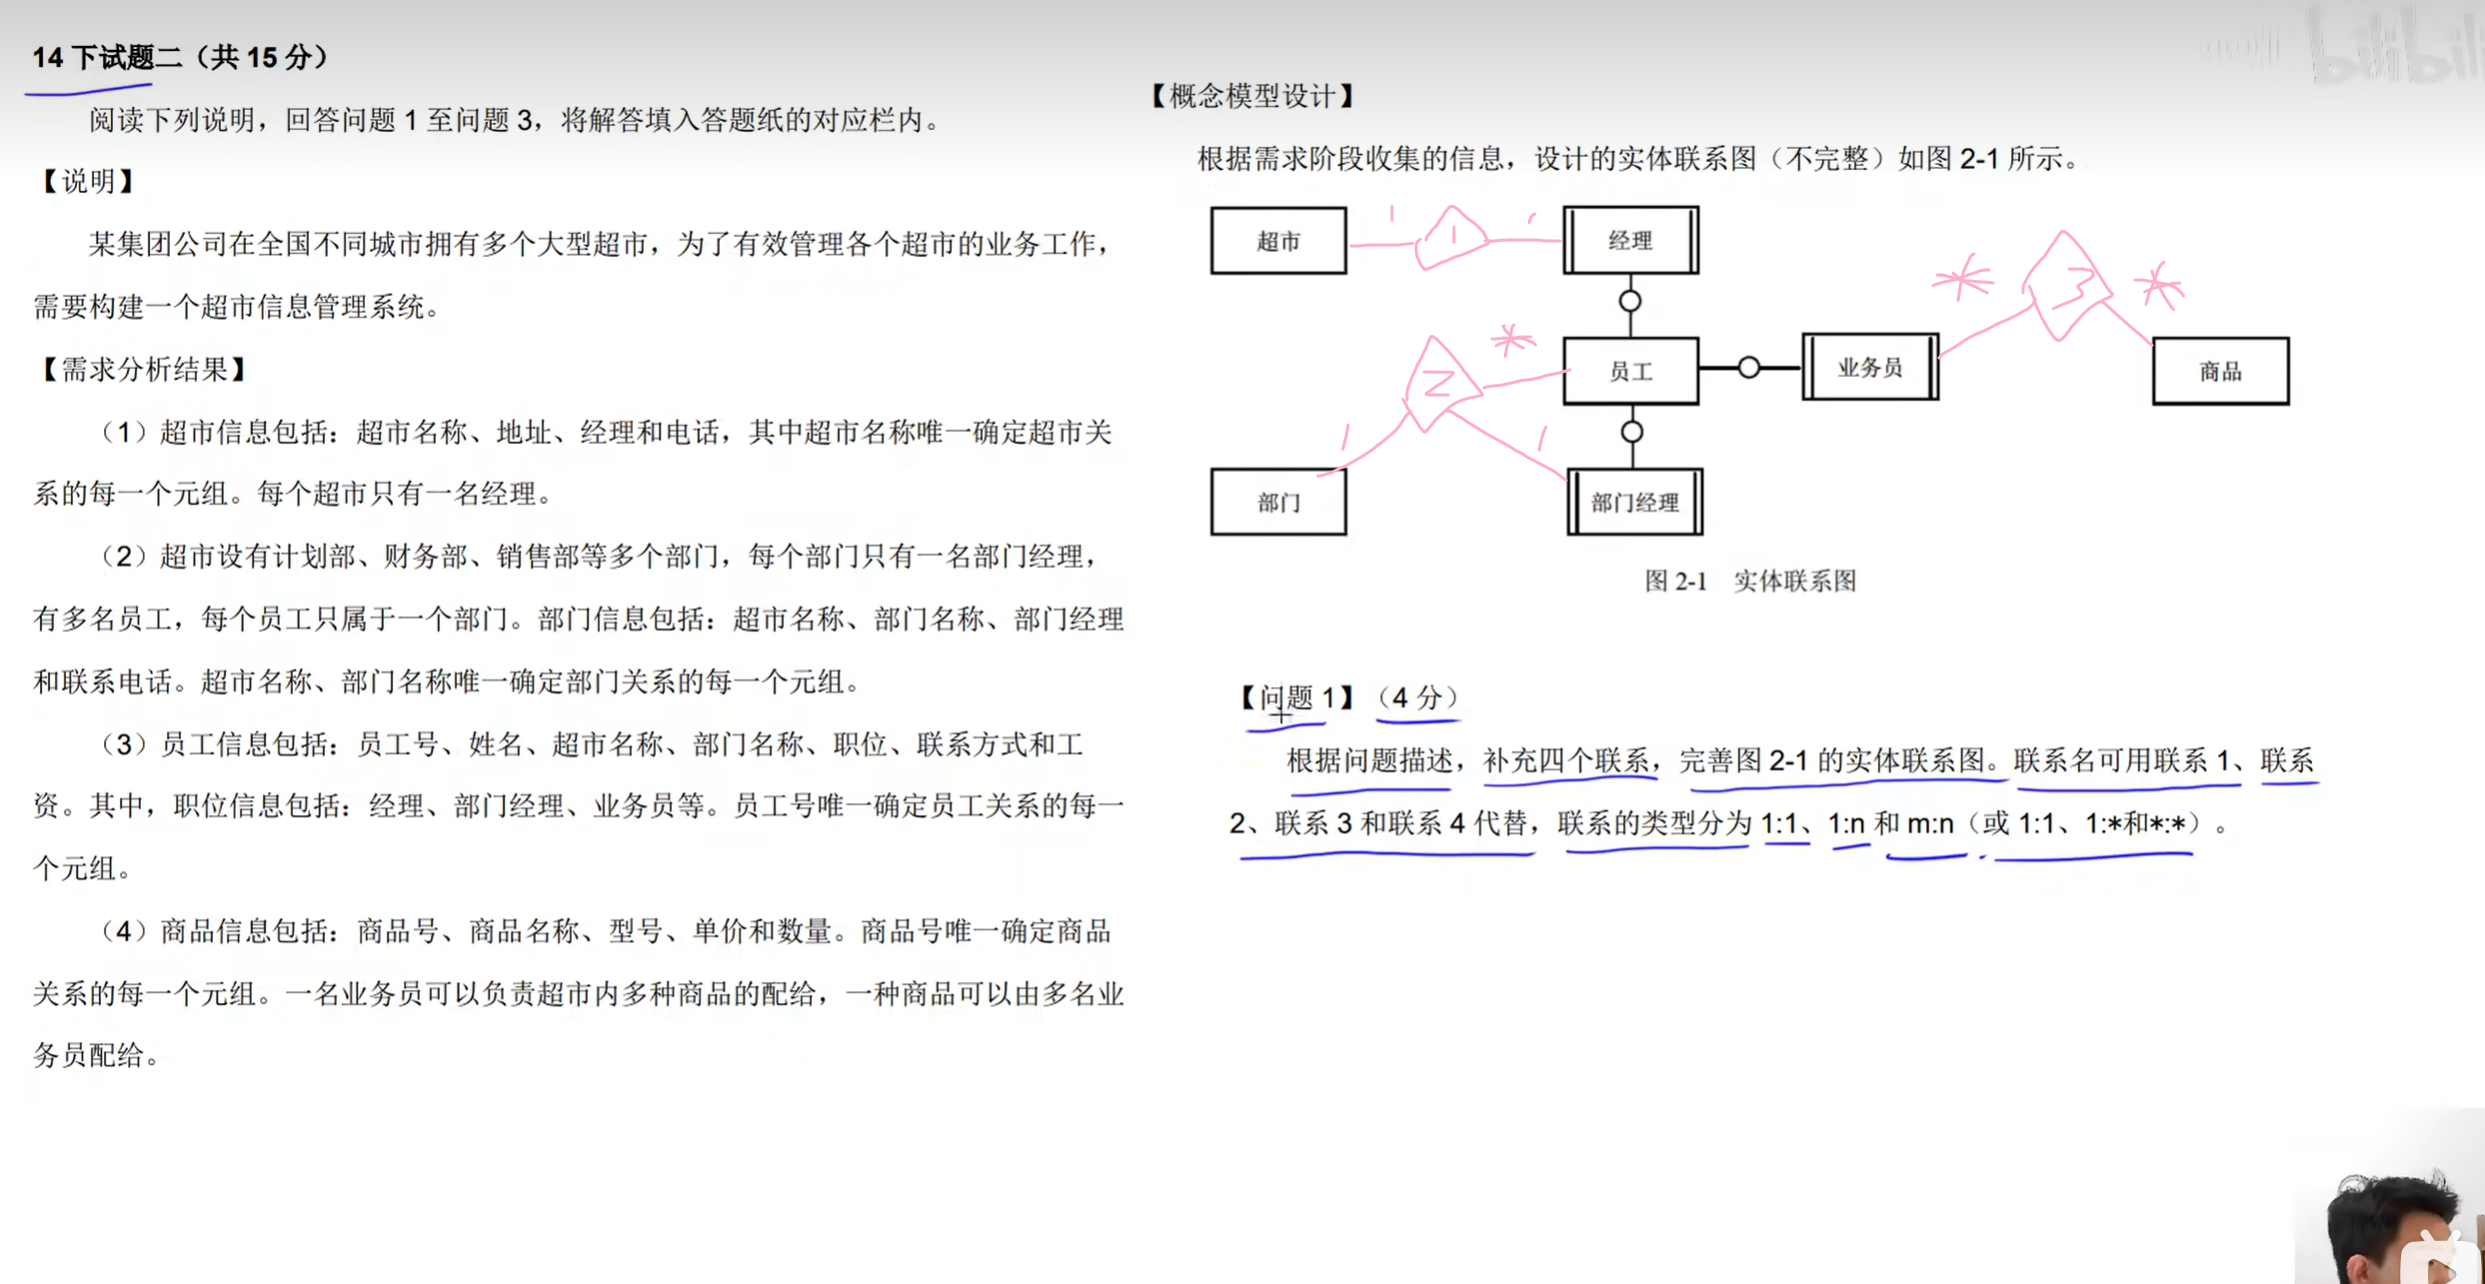 14 下试题二（共 15 分）
阅读下列说明，回答问题 1 至问题 3，将解答填入答题纸的对应栏内。
【说明】
某集团公司在全国不同城市拥有多个大型超市，为了有效管理各个超市的业务工作，
需要构建一个超市信息管理系统。
【需求分析结果】
（1）超市信息包括：超市名称、地址、经理和电话，其中超市名称唯一确定超市关
系的每一个元组。每个超市只有一名经理。
（2）超市设有计划部、财务部、销售部等多个部门，每个部门只有一名部门经理，
有多名员工，每个员工只属于一个部门。部门信息包括：超市名称、部门名称、部门经理
和联系电话。超市名称、部门名称唯一确定部门关系的每一个元组。
（3）员工信息包括：员工号、姓名、超市名称、部门名称、职位、联系方式和工
资。其中，职位信息包括：经理、部门经理、业务员等。员工号唯一确定员工关系的每一
个元组。
（4）商品信息包括：商品号、商品名称、型号、单价和数量。商品号唯一确定商品
关系的每一个元组。一名业务员可以负责超市内多种商品的配给，一种商品可以由多名业
务员配给。
bilibili
【概念模型设计】
根据需求阶段收集的信息，设计的实体联系图（不完整）如图 2-1 所示。
超市 1 1 1 经理
* 3 *
2 * 员工 业务员 商品
1 1
部门 部门经理
图 2-1 实体联系图
【问题 1】（4 分）
根据问题描述，补充四个联系，完善图 2-1 的实体联系图。联系名可用联系 1、联系
2、联系 3 和联系 4 代替，联系的类型分为 1:1、1:n 和 m:n（或 1:1、1:*和*:*）。